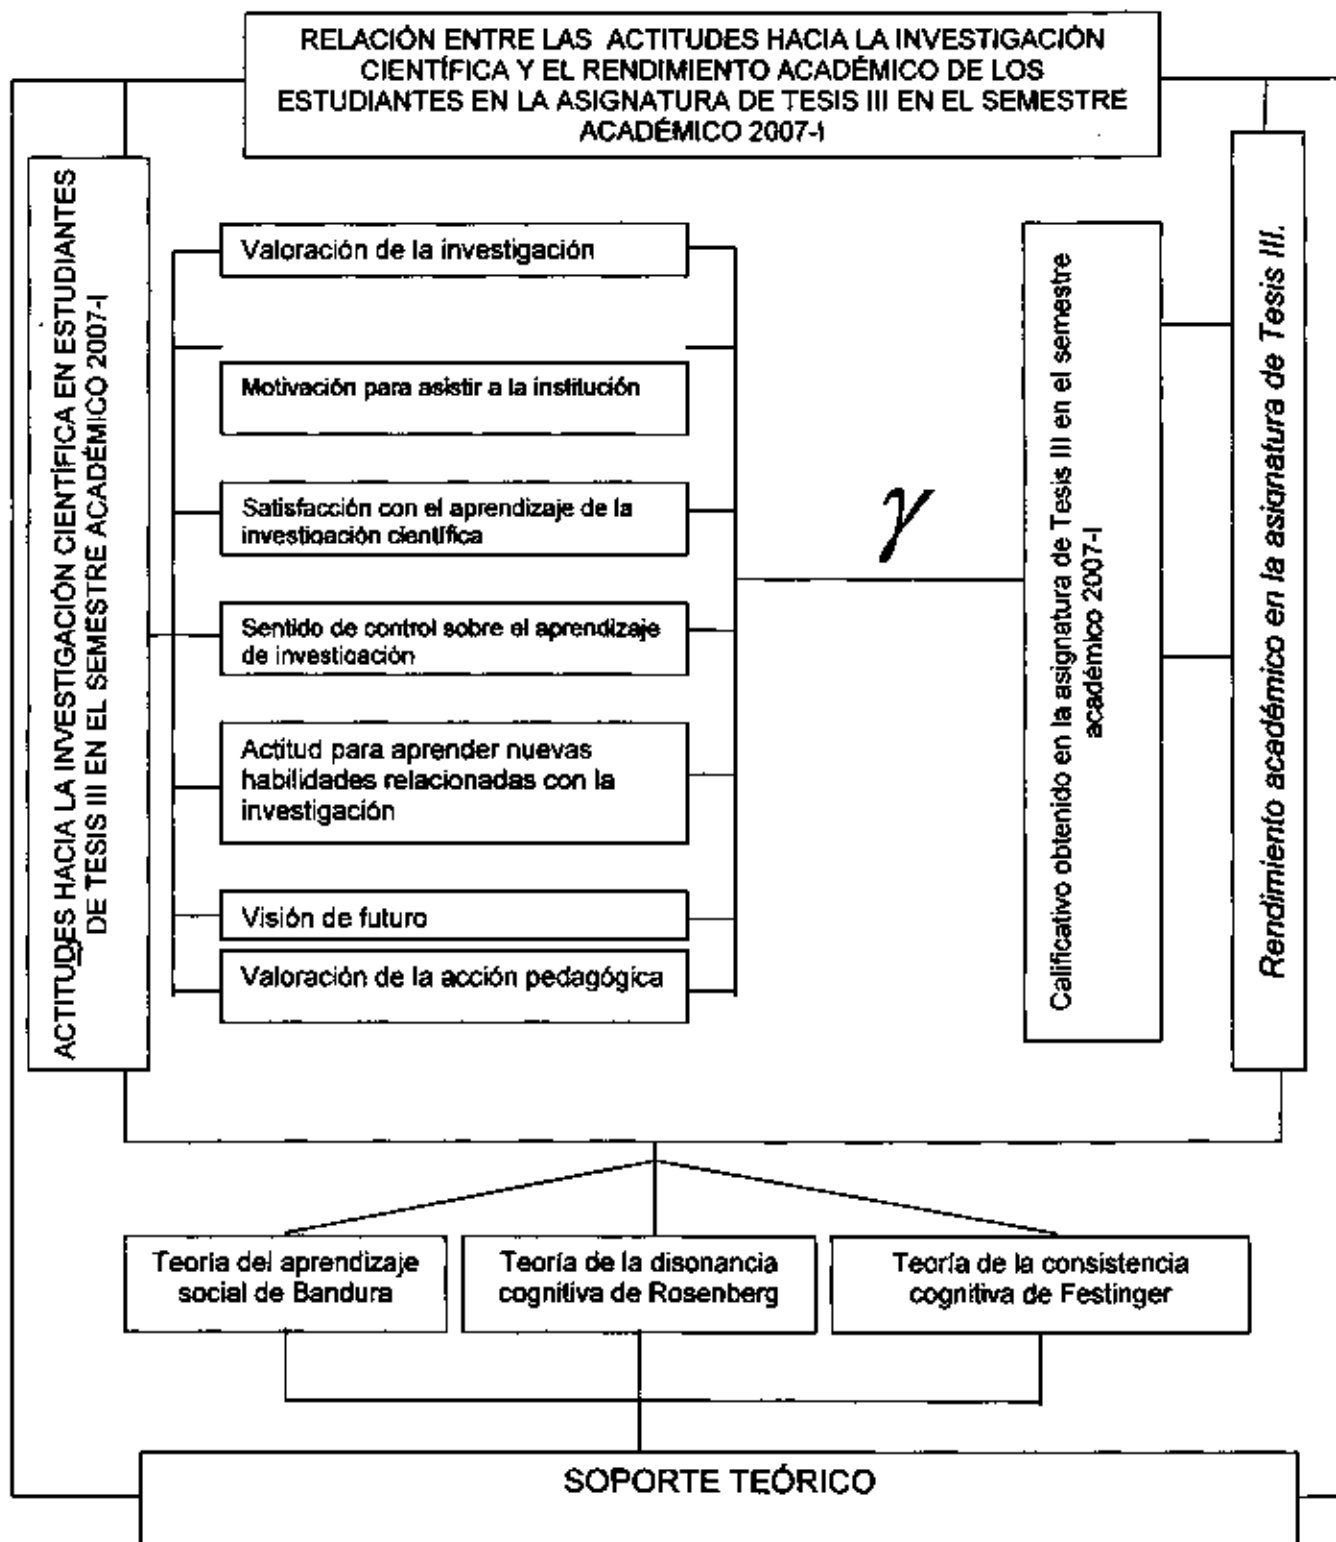 RELACIÓN ENTRE LAS ACTITUDES HACIA LA INVESTIGACIÓN
CIENTÍFICA Y EL RENDIMIENTO ACADÉMICO DE LOS
ESTUDIANTES EN LA ASIGNATURA DE TESIS III EN EL SEMESTRE
ACADÉMICO 2007-I
ACTITUDES HACIA LA INVESTIGACIÓN CIENTÍFICA EN ESTUDIANTES
DE TESIS III EN EL SEMESTRE ACADÉMICO 2007-I
Valoración de la investigación
Motivación para asistir a la institución
Satisfacción con el aprendizaje de la
investigación científica
Sentido de control sobre el aprendizaje
de investigación
Actitud para aprender nuevas
habilidades relacionadas con la
investigación
Visión de futuro
Valoración de la acción pedagógica
γ
Calificativo obtenido en la asignatura de Tesis III en el semestre
académico 2007-I
Rendimiento académico en la asignatura de Tesis III.
Teoría del aprendizaje
social de Bandura
Teoría de la disonancia
cognitiva de Rosenberg
Teoría de la consistencia
cognitiva de Festinger
SOPORTE TEÓRICO